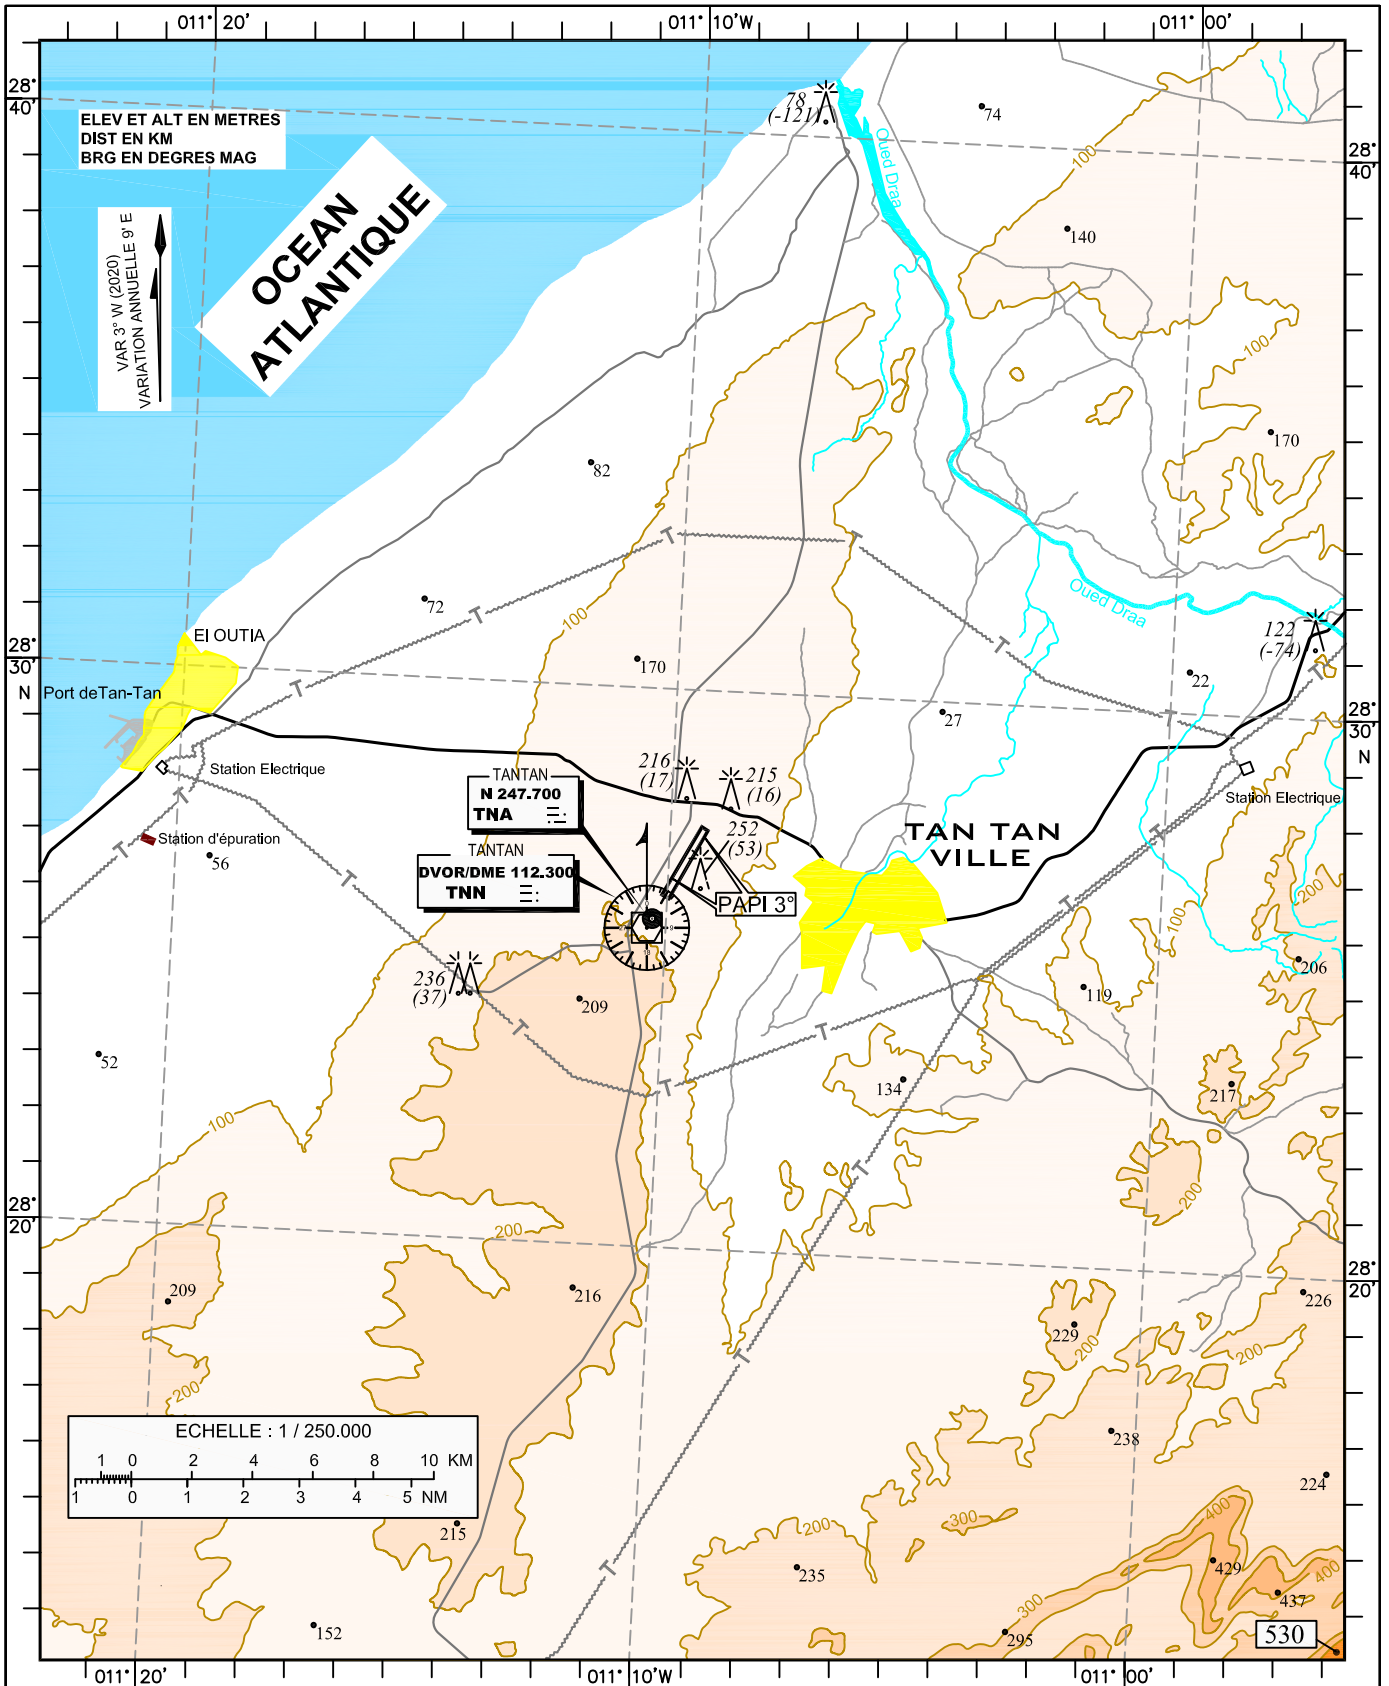 011° 20'
011° 10'W
011° 00'
28°
40'
ELEV ET ALT EN METRES
DIST EN KM
BRG EN DEGRES MAG
78
(-121)
74
Oued Draa
100
28°
40'
OCEAN
ATLANTIQUE
VAR 3° W (2020)
VARIATION ANNUELLE 9' E
140
100
170
82
T
T
72
T
100
Oued Draa
El OUTIA
122
(-74)
28°
30'
N
Port deTan-Tan
170
T
T
T
22
27
T
28°
30'
N
T
Station Electrique
216
(17)
215
(16)
TANTAN
N 247.700
TNA
Station Electrique
T
252
(53)
TAN TAN
VILLE
T
T
Station d'épuration
56
TANTAN
DVOR/DME 112.300
TNN
T
PAPI 3°
T
200
100
236
(37)
209
206
119
T
T
52
T
134
217
100
T
200
28°
20'
200
209
216
28°
20'
226
229
200
200
T
200
ECHELLE : 1 / 250.000
1 0 2 4 6 8 10 KM
1 0 1 2 3 4 5 NM
238
224
215
200
300
400
T
235
429
400
437
300
152
295
530
011° 20'
011° 10'W
011° 00'